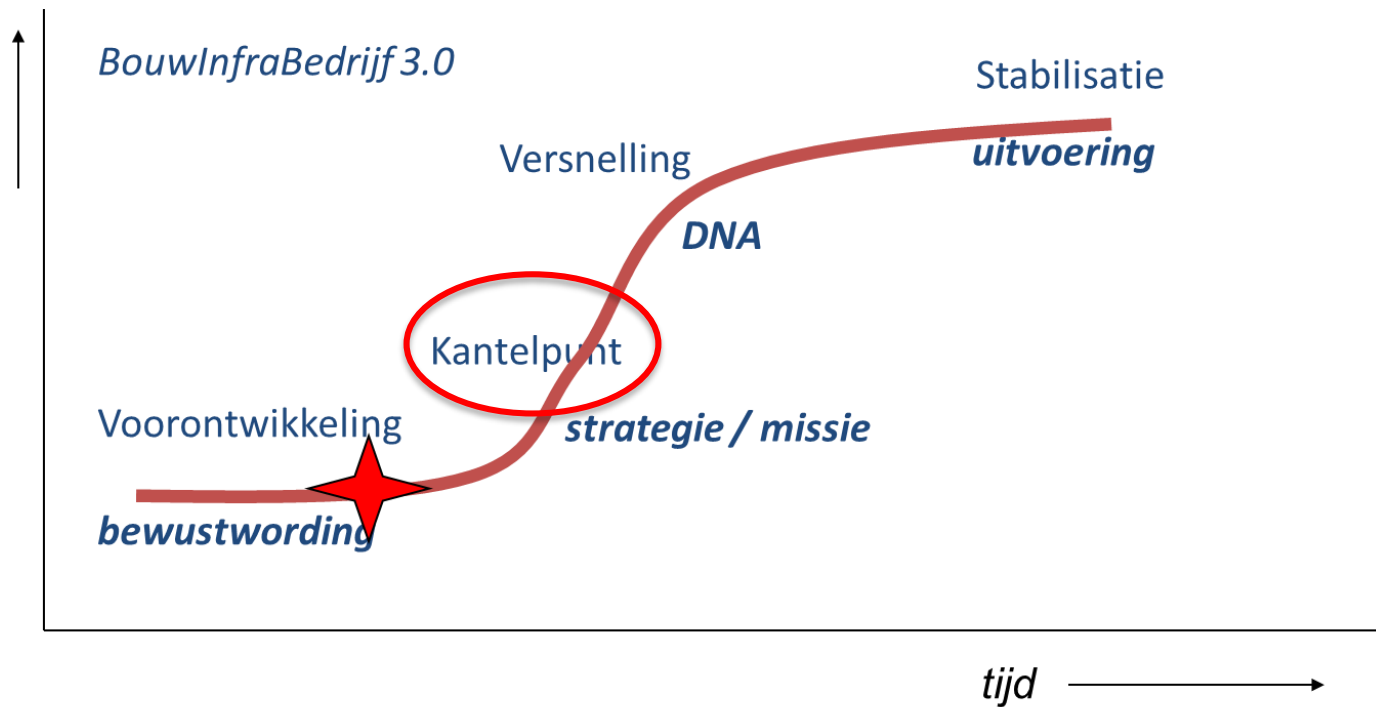 BouwInfraBedrijf 3.0
Stabilisatie
uitvoering
Versnelling
DNA
Kantelpunt
strategie / missie
Voorontwikkeling
bewustwording
tijd